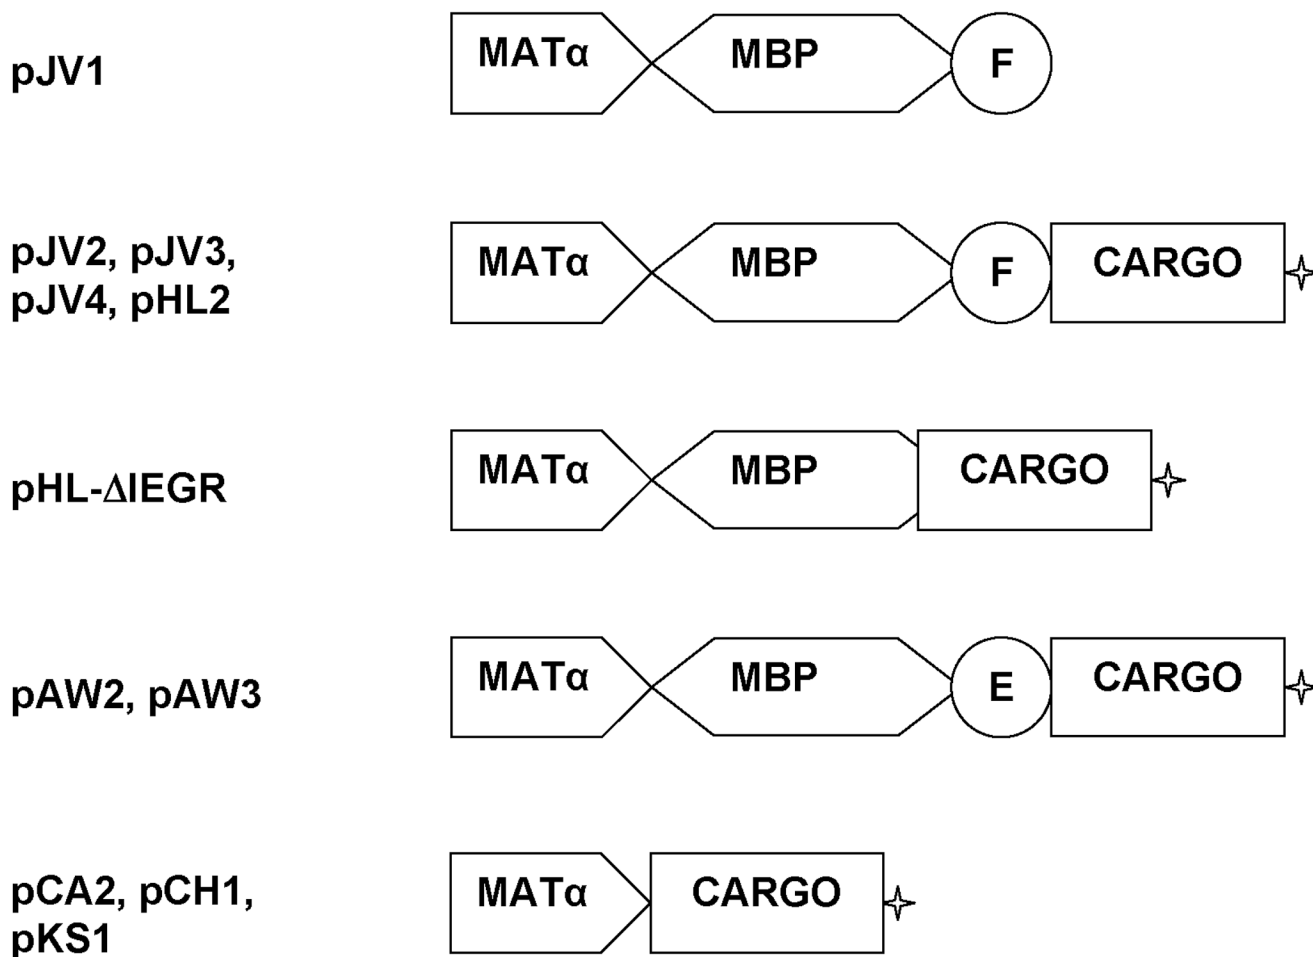 pJV1 MATα MBP F
pJV2, pJV3,
pJV4, pHL2 MATα MBP F CARGO
pHL-ΔIEGR MATα MBP CARGO
pAW2, pAW3 MATα MBP E CARGO
pCA2, pCH1,
pKS1 MATα CARGO